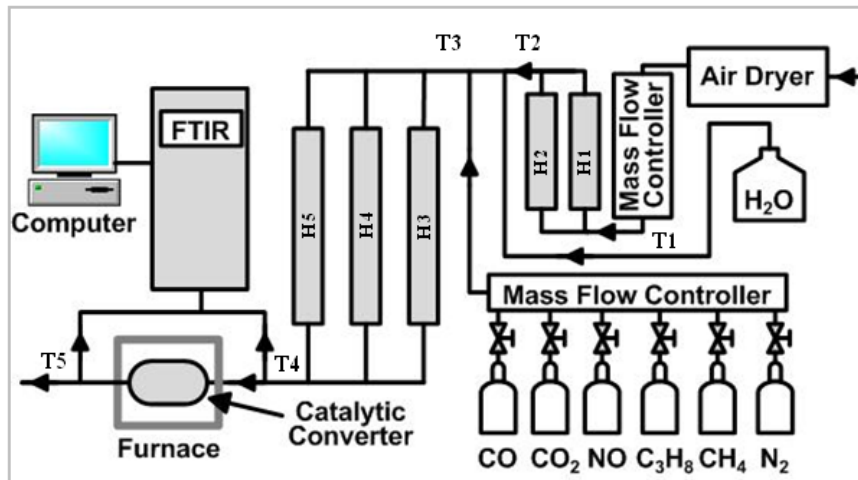 T3
T2
Air Dryer
Mass Flow
Controller
FTIR
H5
H4
H3
H2
H1
H₂O
Computer
T1
Mass Flow Controller
T5
T4
Catalytic
Converter
Furnace
CO CO₂ NO C₃H₈ CH₄ N₂